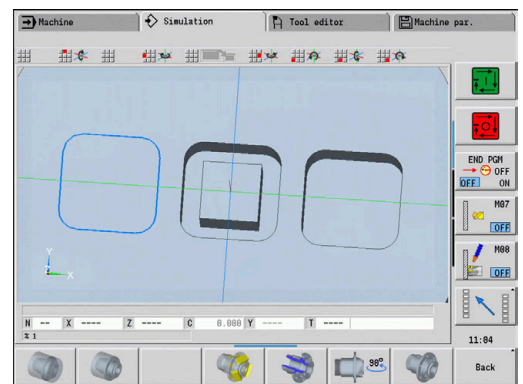 Machine
Simulation
Tool editor
Machine par.
END PGM
OFF
OFF ON
M07
OFF
M08
OFF
Y
X
Z
N -- X ---- Z ---- C 0.000 Y ---- T ----
% 1
11:04
90°
Back